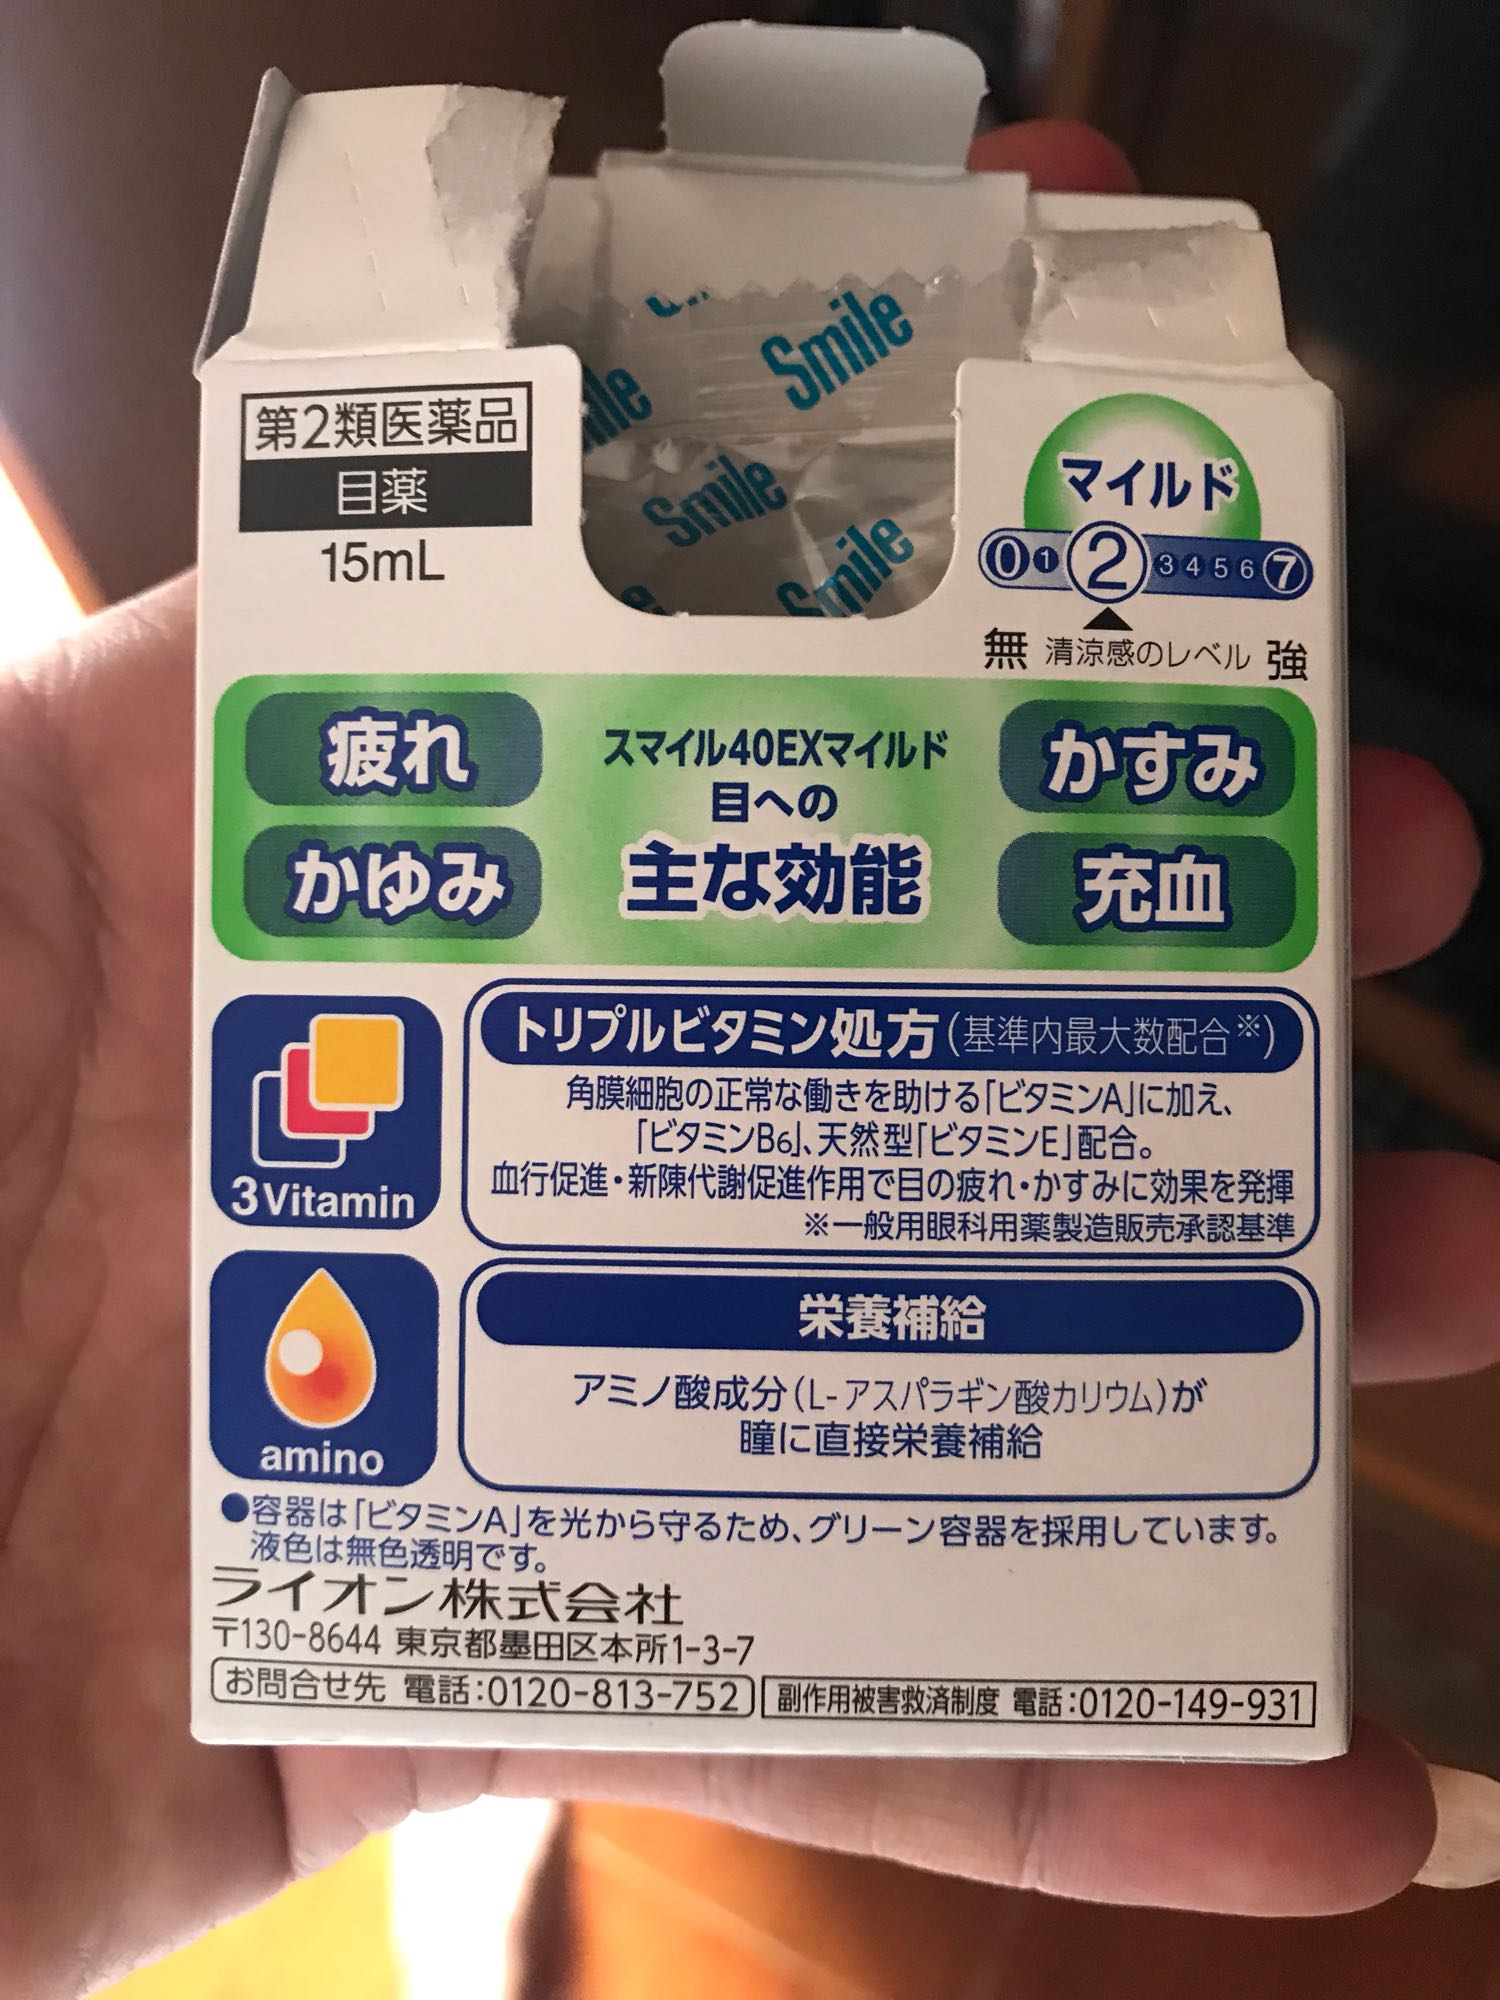 Smile
Smile
Smile
第2類医薬品
目薬
15mL
マイルド
0 1 2 3 4 5 6 7
無 清涼感のレベル 強
疲れ
かゆみ
スマイル40EXマイルド
目への
主な効能
かすみ
充血
3Vitamin
トリプルビタミン処方(基準内最大数配合※)
角膜細胞の正常な働きを助ける「ビタミンA」に加え、
「ビタミンB6」、天然型「ビタミンE」配合。
血行促進・新陳代謝促進作用で目の疲れ・かすみに効果を発揮
※一般用眼科用薬製造販売承認基準
amino
栄養補給
アミノ酸成分(L-アスパラギン酸カリウム)が
瞳に直接栄養補給
●容器は「ビタミンA」を光から守るため、グリーン容器を採用しています。
液色は無色透明です。
ライオン株式会社
〒130-8644 東京都墨田区本所1-3-7
お問合せ先 電話:0120-813-752
副作用被害救済制度 電話:0120-149-931